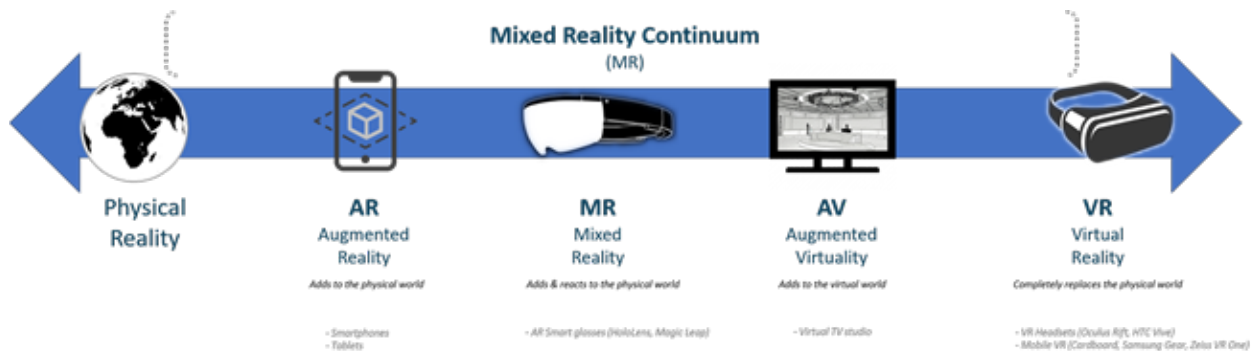 Mixed Reality Continuum
(MR)
Physical
Reality
AR
Augmented
Reality
Adds to the physical world
- Smartphones
- Tablets
MR
Mixed
Reality
Adds & reacts to the physical world
- AR Smart glasses (HoloLens, Magic Leap)
AV
Augmented
Virtuality
Adds to the virtual world
- Virtual TV studio
VR
Virtual
Reality
Completely replaces the physical world
- VR Headsets (Oculus Rift, HTC Vive)
- Mobile VR (Cardboard, Samsung Gear, Zeiss VR One)